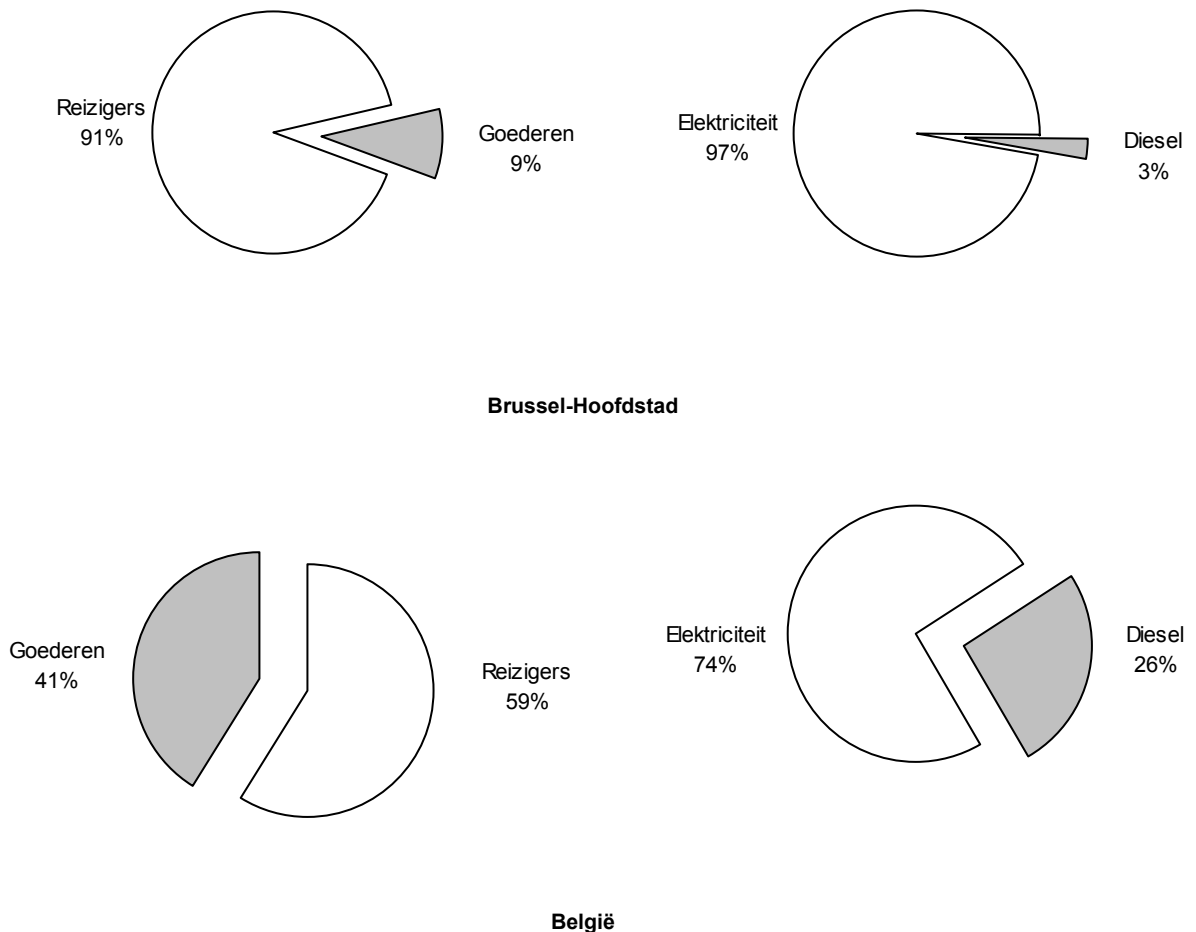 Reizigers
91%
Goederen
9%
Elektriciteit
97%
Diesel
3%
Brussel-Hoofdstad
Goederen
41%
Reizigers
59%
Elektriciteit
74%
Diesel
26%
België